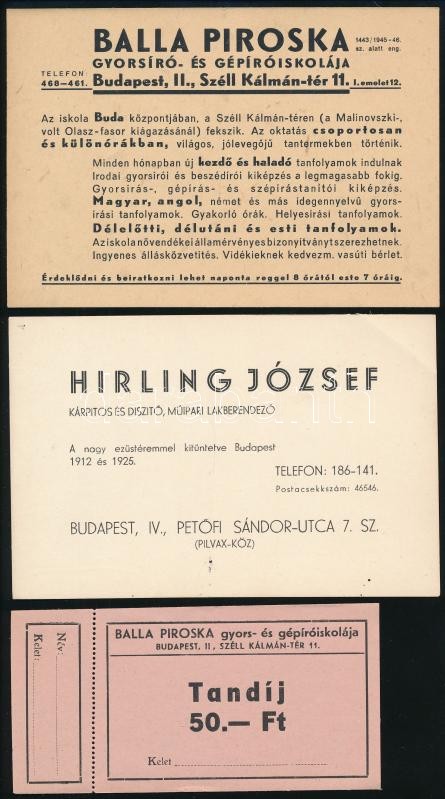 BALLA PIROSKA
1443/1945-46.
sz. alatt eng.
GYORSÍRÓ- ÉS GÉPÍRÓISKOLÁJA
TELEFON:
468-461.
Budapest, II., Széll Kálmán-tér 11.
I. emelet 12.
Az iskola Buda központjában, a Széll Kálmán-téren (a Malinovszki-,
volt Olasz-fasor kiágazásánál) fekszik. Az oktatás csoportosan
és különórákban, világos, jólevegőjű tantermekben történik.
Minden hónapban új kezdő és haladó tanfolyamok indulnak
Irodai gyorsírói és beszédírói kiképzés a legmagasabb fokig.
Gyorsírás-, gépírás- és szépírástanítói kiképzés.
Magyar, angol, német és más idegennyelvű gyors-
írási tanfolyamok. Gyakorló órák. Helyesírási tanfolyamok.
Délelőtti, délutáni és esti tanfolyamok.
Az iskola növendékei államérvényes bizonyítványt szerezhetnek.
Ingyenes állásközvetítés. Vidékieknek kedvezm. vasúti bérlet.
Érdeklődni és beiratkozni lehet naponta reggel 8 órától este 7 óráig.
HIRLING JÓZSEF
KÁRPITOS ÉS DISZITŐ, MŰIPARI LAKBERENDEZŐ
A nagy ezüstéremmel kitüntetve Budapest
1912 és 1925.
TELEFON: 186-141.
Postacsekkszám: 46546.
BUDAPEST, IV., PETŐFI SÁNDOR-UTCA 7. SZ.
(PILVAX-KÖZ)
Név:
Kelet:
BALLA PIROSKA gyors- és gépíróiskolája
BUDAPEST, II, SZÉLL KÁLMÁN-TÉR 11.
Tandíj
50.— Ft
Kelet